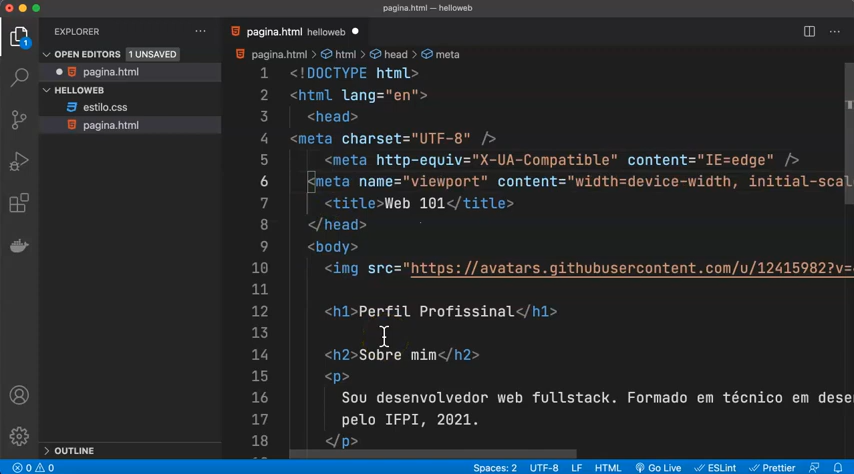 pagina.html — helloweb
EXPLORER
OPEN EDITORS 1 UNSAVED
pagina.html
HELLOWEB
estilo.css
pagina.html
OUTLINE
1
pagina.html helloweb
pagina.html > html > head > meta
1 <!DOCTYPE html>
2 <html lang="en">
3 <head>
4 <meta charset="UTF-8" />
5 <meta http-equiv="X-UA-Compatible" content="IE=edge" />
6 <meta name="viewport" content="width=device-width, initial-scal
7 <title>Web 101</title>
8 </head>
9 <body>
10 <img src="https://avatars.githubusercontent.com/u/12415982?v=
11
12 <h1>Perfil Profissinal</h1>
13
14 <h2>Sobre mim</h2>
15 <p>
16 Sou desenvolvedor web fullstack. Formado em técnico em dese
17 pelo IFPI, 2021.
18 </p>
0 0 Spaces: 2 UTF-8 LF HTML Go Live ESLint Prettier